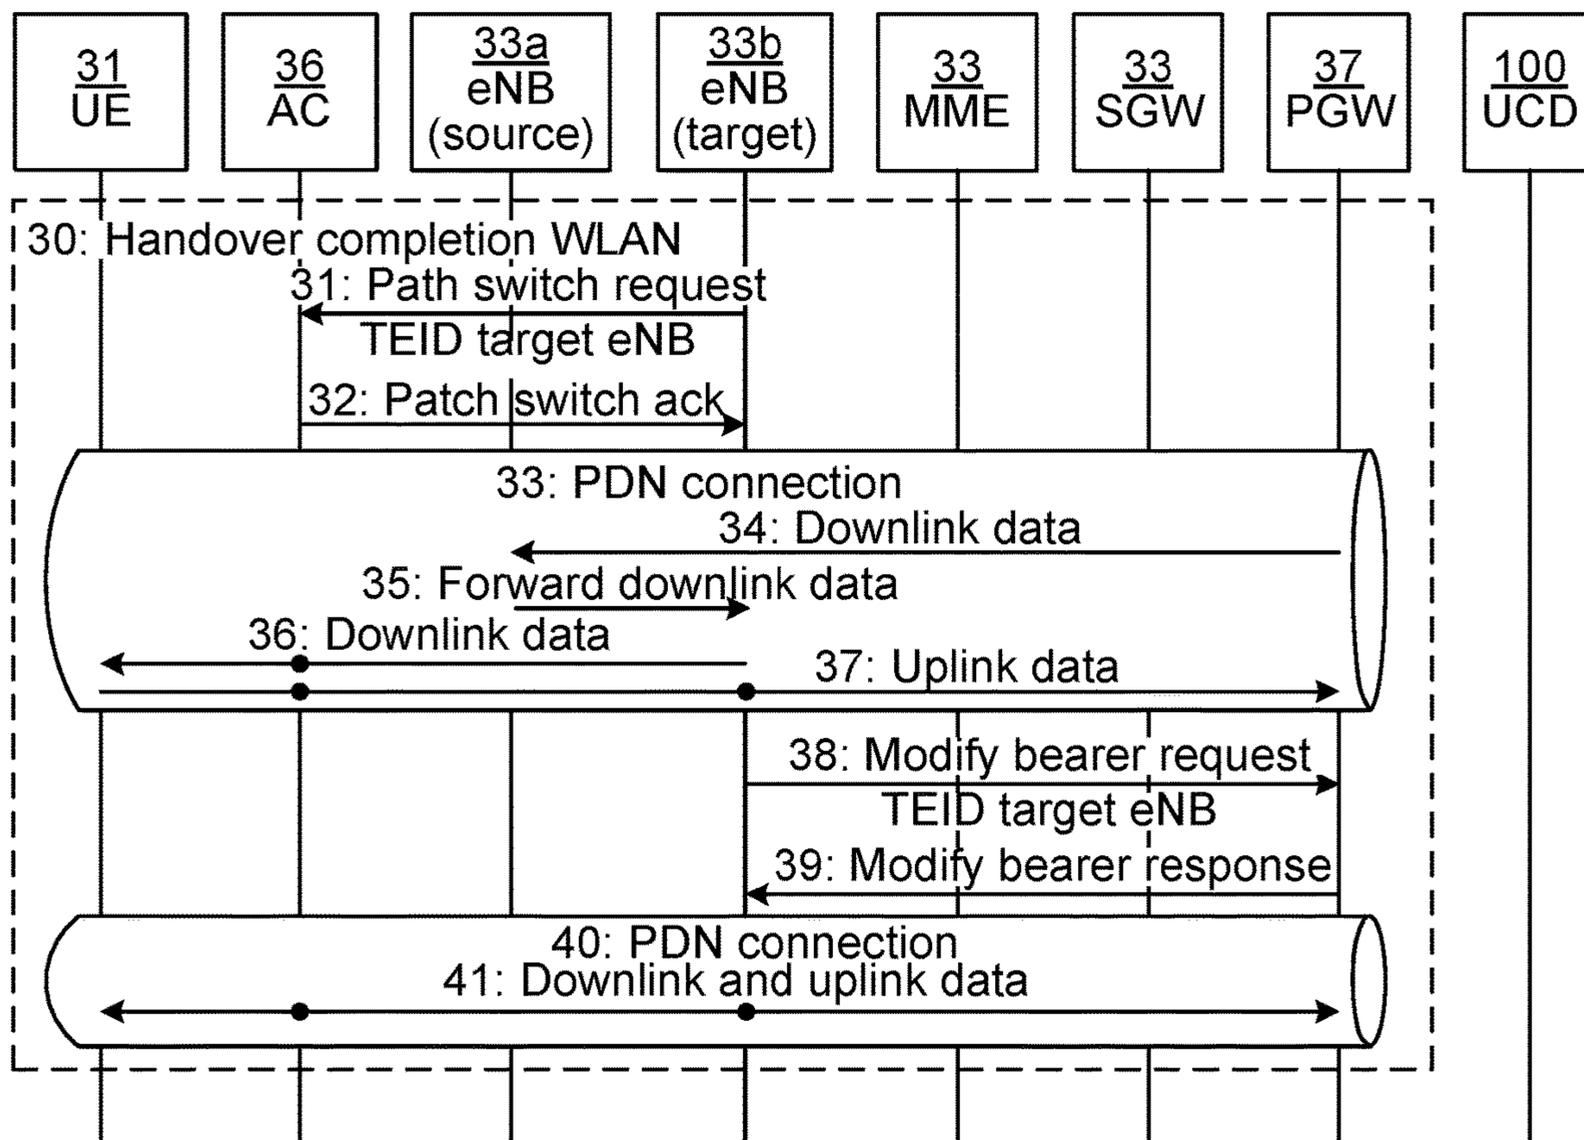 31
UE
36
AC
33a
eNB
(source)
33b
eNB
(target)
33
MME
33
SGW
37
PGW
100
UCD
30: Handover completion WLAN
31: Path switch request
TEID target eNB
32: Patch switch ack
33: PDN connection
34: Downlink data
35: Forward downlink data
36: Downlink data
37: Uplink data
38: Modify bearer request
TEID target eNB
39: Modify bearer response
40: PDN connection
41: Downlink and uplink data